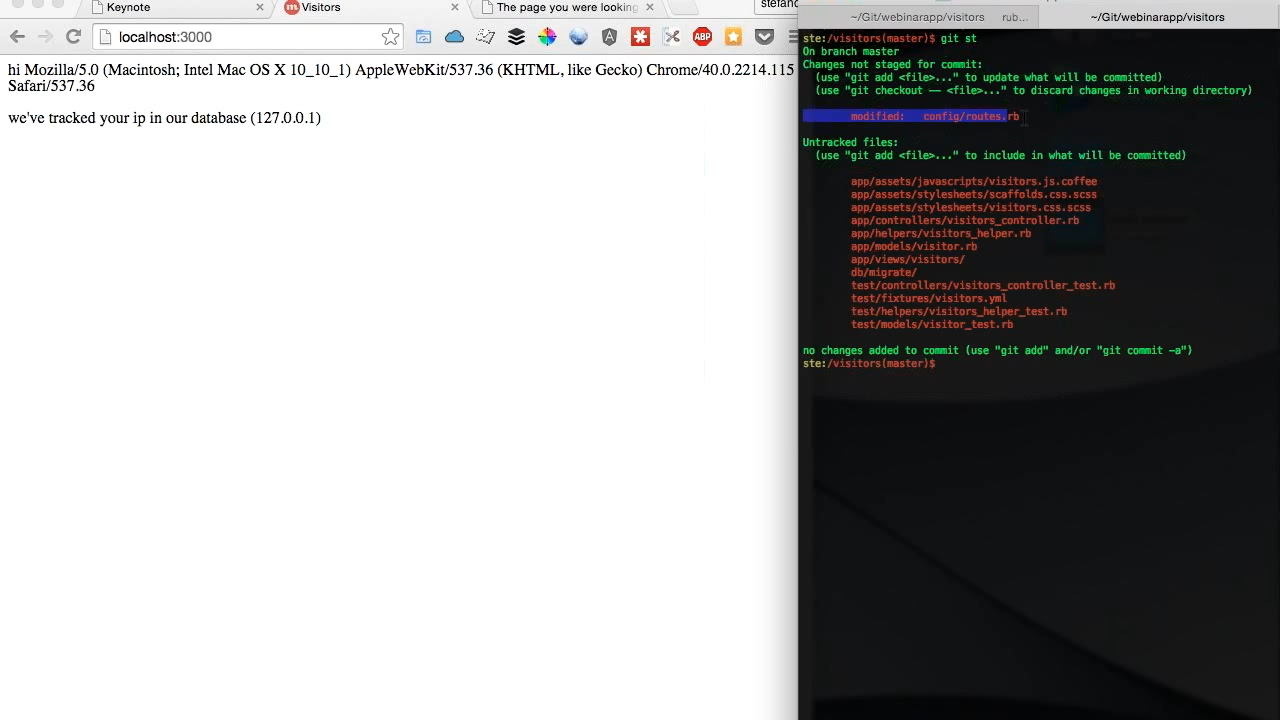 Keynote
Visitors
The page you were looking
stefano
localhost:3000
ABP
hi Mozilla/5.0 (Macintosh; Intel Mac OS X 10_10_1) AppleWebKit/537.36 (KHTML, like Gecko) Chrome/40.0.2214.115
Safari/537.36
we've tracked your ip in our database (127.0.0.1)
~/Git/webinarapp/visitors rub…
~/Git/webinarapp/visitors
ste:/visitors(master)$ git st
On branch master
Changes not staged for commit:
(use "git add <file>..." to update what will be committed)
(use "git checkout -- <file>..." to discard changes in working directory)
modified: config/routes.rb
Untracked files:
(use "git add <file>..." to include in what will be committed)
app/assets/javascripts/visitors.js.coffee
app/assets/stylesheets/scaffolds.css.scss
app/assets/stylesheets/visitors.css.scss
app/controllers/visitors_controller.rb
app/helpers/visitors_helper.rb
app/models/visitor.rb
app/views/visitors/
db/migrate/
test/controllers/visitors_controller_test.rb
test/fixtures/visitors.yml
test/helpers/visitors_helper_test.rb
test/models/visitor_test.rb
no changes added to commit (use "git add" and/or "git commit -a")
ste:/visitors(master)$